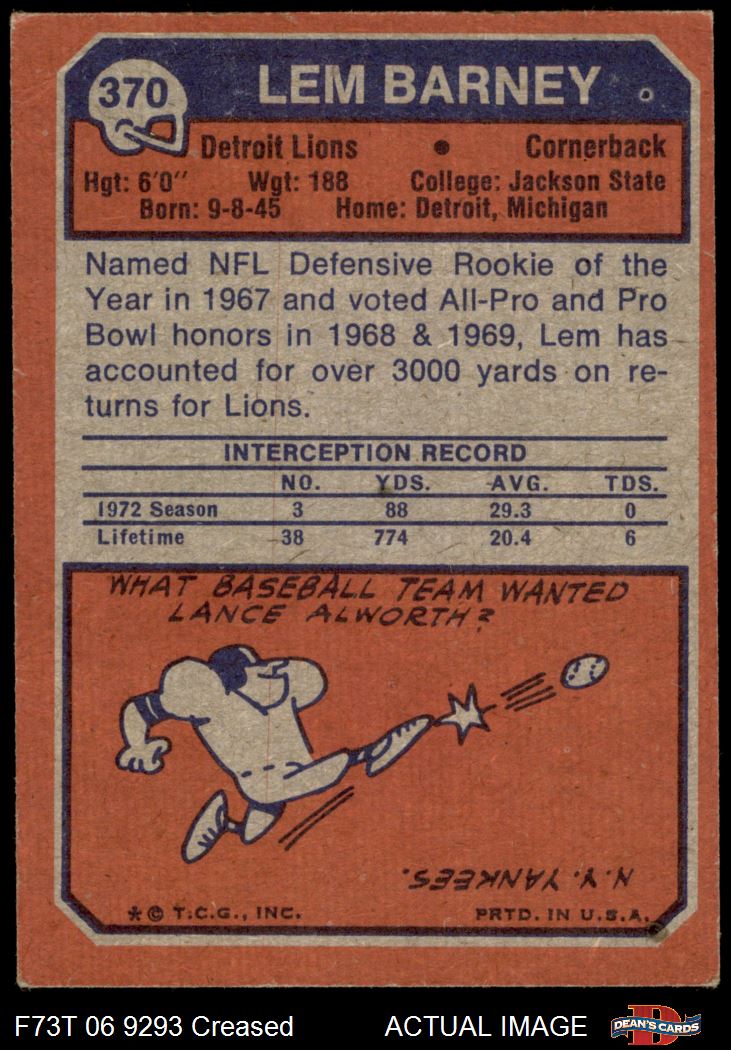 370
LEM BARNEY
Detroit Lions • Cornerback
Hgt: 6'0" Wgt: 188 College: Jackson State
Born: 9-8-45 Home: Detroit, Michigan
Named NFL Defensive Rookie of the
Year in 1967 and voted All-Pro and Pro
Bowl honors in 1968 & 1969, Lem has
accounted for over 3000 yards on re-
turns for Lions.
INTERCEPTION RECORD
NO. YDS. AVG. TDS.
1972 Season 3 88 29.3 0
Lifetime 38 774 20.4 6
WHAT BASEBALL TEAM WANTED
LANCE ALWORTH?
N.Y. YANKEES.
* © T.C.G., INC. PRTD. IN U.S.A.
F73T 06 9293 Creased ACTUAL IMAGE D DEAN'S CARDS